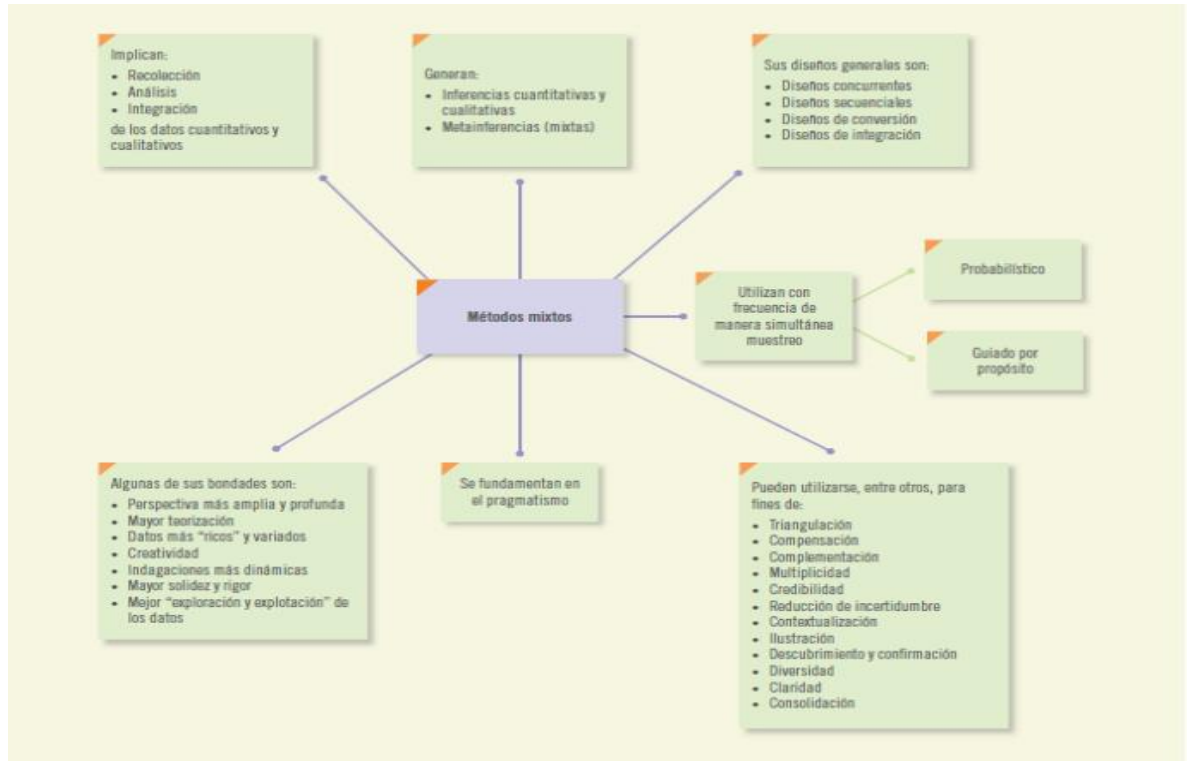 Implican:
• Recolección
• Análisis
• Integración
de los datos cuantitativos y
cualitativos
Generan:
• Inferencias cuantitativas y
cualitativas
• Metainferencias (mixtas)
Sus diseños generales son:
• Diseños concurrentes
• Diseños secuenciales
• Diseños de conversión
• Diseños de integración
Métodos mixtos
Utilizan con
frecuencia de
manera simultánea
muestreo
Probabilístico
Guiado por
propósito
Algunas de sus bondades son:
• Perspectiva más amplia y profunda
• Mayor teorización
• Datos más "ricos" y variados
• Creatividad
• Indagaciones más dinámicas
• Mayor solidez y rigor
• Mejor "exploración y explotación" de
los datos
Se fundamentan en
el pragmatismo
Pueden utilizarse, entre otros, para
fines de:
• Triangulación
• Compensación
• Complementación
• Multiplicidad
• Credibilidad
• Reducción de incertidumbre
• Contextualización
• Ilustración
• Descubrimiento y confirmación
• Diversidad
• Claridad
• Consolidación